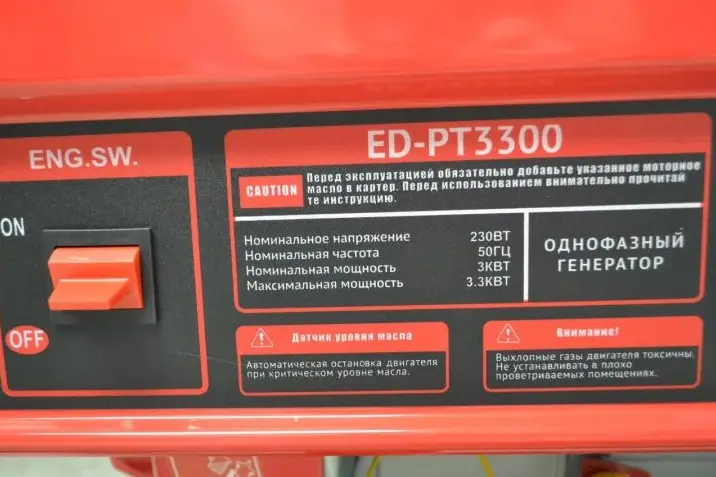 ENG.SW.
ON
OFF
ED-PT3300
CAUTION
Перед эксплуатацией обязательно добавьте указанное моторное
масло в картер. Перед использованием внимательно прочитай
те инструкцию.
Номинальное напряжение 230ВТ
Номинальная частота 50ГЦ
Номинальная мощность 3КВТ
Максимальная мощность 3.3КВТ
ОДНОФАЗНЫЙ
ГЕНЕРАТОР
Датчик уровня масла
Автоматическая остановка двигателя
при критическом уровне масла.
Внимание!
Выхлопные газы двигателя токсичны.
Не устанавливать в плохо
проветриваемых помещениях.